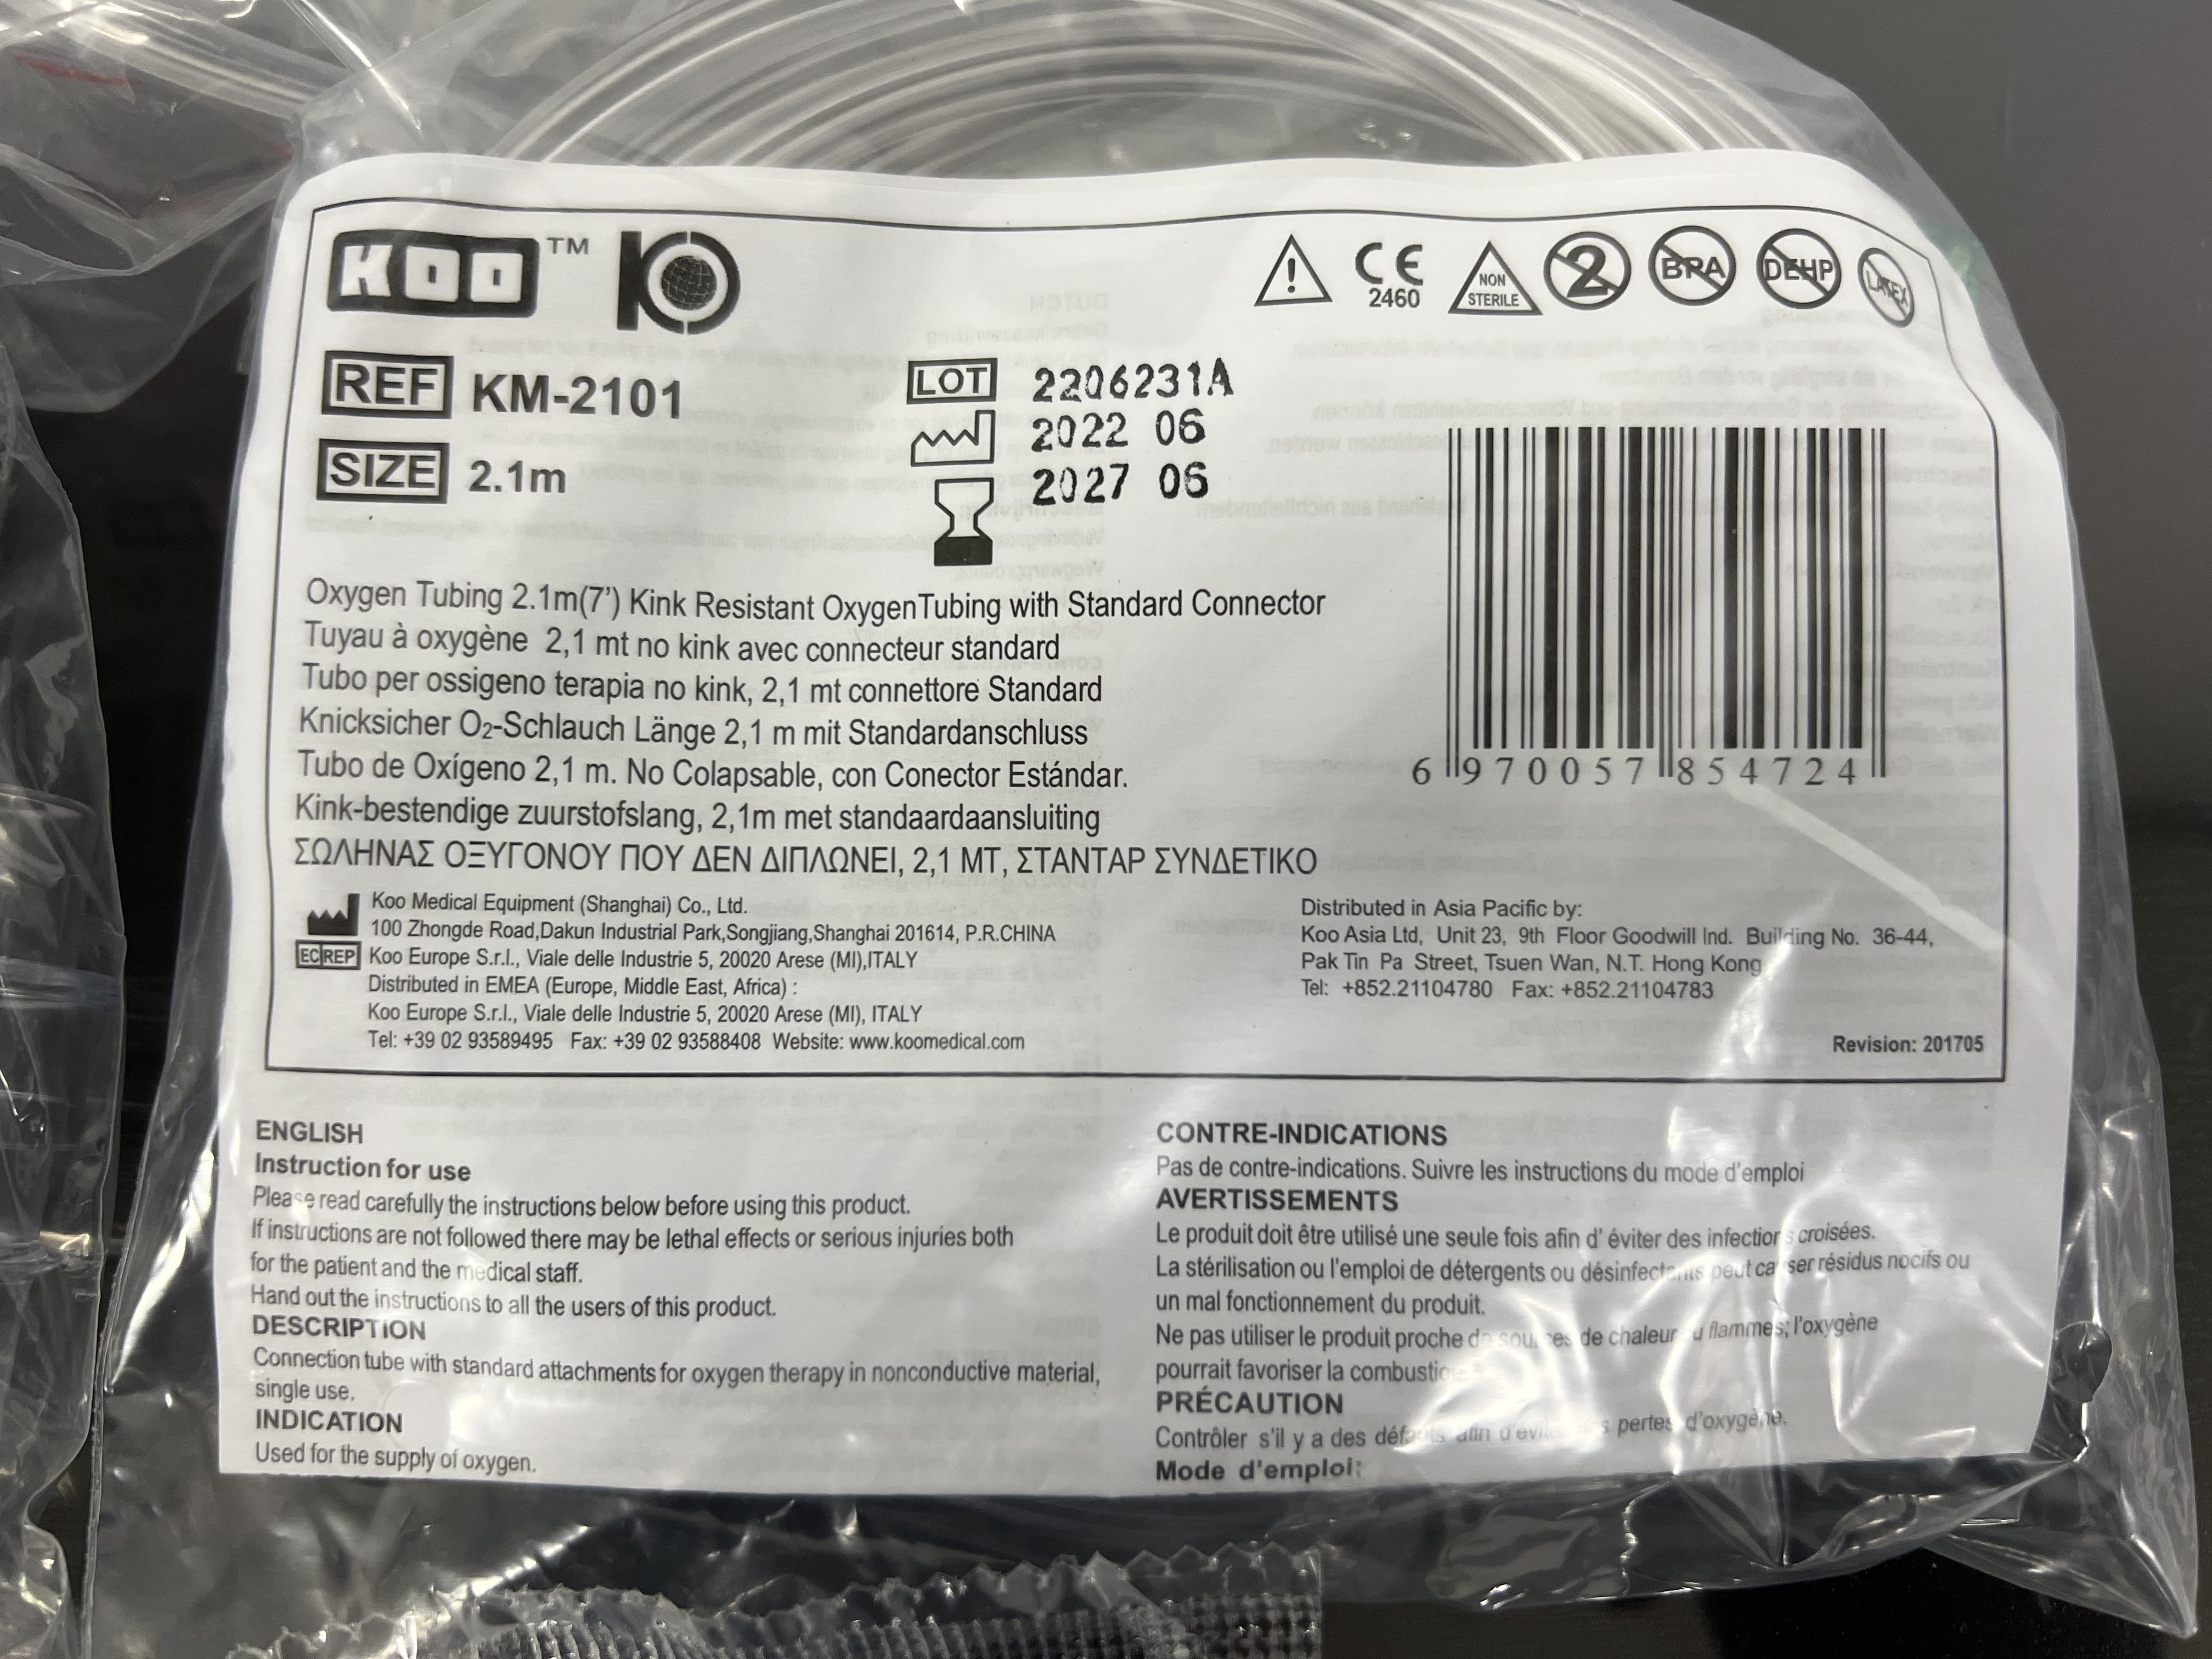 KOO™
REF KM-2101
SIZE 2.1m
LOT 2206231A
2022 06
2027 06
CE
2460
NON
STERILE
2
BPA
DEHP
LATEX
6 970057 854724
Oxygen Tubing 2.1m(7') Kink Resistant OxygenTubing with Standard Connector
Tuyau à oxygène 2,1 mt no kink avec connecteur standard
Tubo per ossigeno terapia no kink, 2,1 mt connettore Standard
Knicksicher O₂-Schlauch Länge 2,1 m mit Standardanschluss
Tubo de Oxígeno 2,1 m. No Colapsable, con Conector Estándar.
Kink-bestendige zuurstofslang, 2,1m met standaardaansluiting
ΣΩΛΗΝΑΣ ΟΞΥΓΟΝΟΥ ΠΟΥ ΔΕΝ ΔΙΠΛΩΝΕΙ, 2,1 ΜΤ, ΣΤΑΝΤΑΡ ΣΥΝΔΕΤΙΚΟ
Koo Medical Equipment (Shanghai) Co., Ltd.
100 Zhongde Road,Dakun Industrial Park,Songjiang,Shanghai 201614, P.R.CHINA
EC REP Koo Europe S.r.l., Viale delle Industrie 5, 20020 Arese (MI),ITALY
Distributed in EMEA (Europe, Middle East, Africa) :
Koo Europe S.r.l., Viale delle Industrie 5, 20020 Arese (MI), ITALY
Tel: +39 02 93589495 Fax: +39 02 93588408 Website: www.koomedical.com
Distributed in Asia Pacific by:
Koo Asia Ltd, Unit 23, 9th Floor Goodwill Ind. Building No. 36-44,
Pak Tin Pa Street, Tsuen Wan, N.T. Hong Kong
Tel: +852.21104780 Fax: +852.21104783
Revision: 201705
ENGLISH
Instruction for use
Please read carefully the instructions below before using this product.
If instructions are not followed there may be lethal effects or serious injuries both
for the patient and the medical staff.
Hand out the instructions to all the users of this product.
DESCRIPTiON
Connection tube with standard attachments for oxygen therapy in nonconductive material,
single use.
INDICATION
Used for the supply of oxygen.
CONTRE-INDICATIONS
Pas de contre-indications. Suivre les instructions du mode d'emploi
AVERTISSEMENTS
Le produit doit être utilisé une seule fois afin d' éviter des infections croisées.
La stérilisation ou l'emploi de détergents ou désinfectants peut causer résidus nocifs ou
un mal fonctionnement du produit.
Ne pas utiliser le produit proche de sources de chaleur ou flammes; l'oxygène
pourrait favoriser la combustion
PRÉCAUTION
Contrôler s'il y a des défauts afin d'éviter des pertes d'oxygène.
Mode d'emploi: